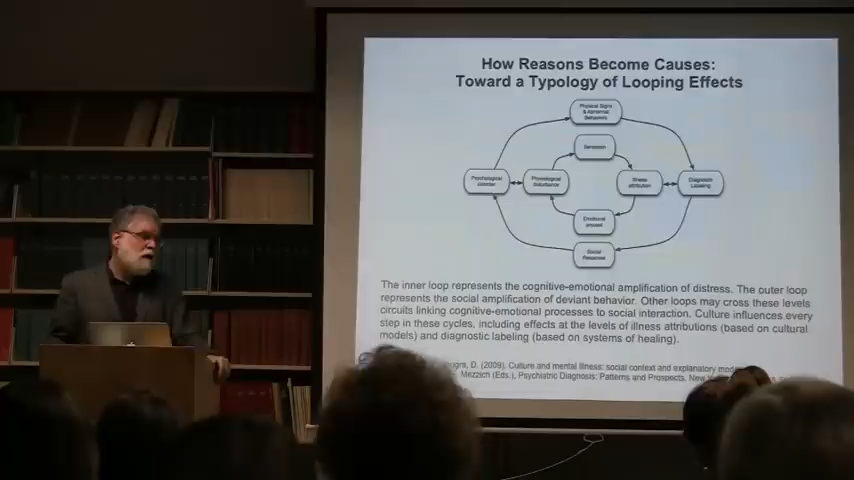 How Reasons Become Causes:
Toward a Typology of Looping Effects
Physical Signs
& Abnormal
Behaviors
Sensation
Psychological
disorder
Physiological
disturbance
Illness
attribution
Diagnostic
Labeling
Emotional
Social
Responses
The inner loop represents the cognitive-emotional amplification of distress. The outer loop
represents the social amplification of deviant behavior. Other loops may cross these levels
circuits linking cognitive-emotional processes to social interaction. Culture influences every
step in these cycles, including effects at the levels of illness attributions (based on cultural
models) and diagnostic labeling (based on systems of healing).
D. (2009). Culture and mental illness: social context and explanatory
Mezzich (Eds.), Psychiatric Diagnosis: Patterns and Prospects, New